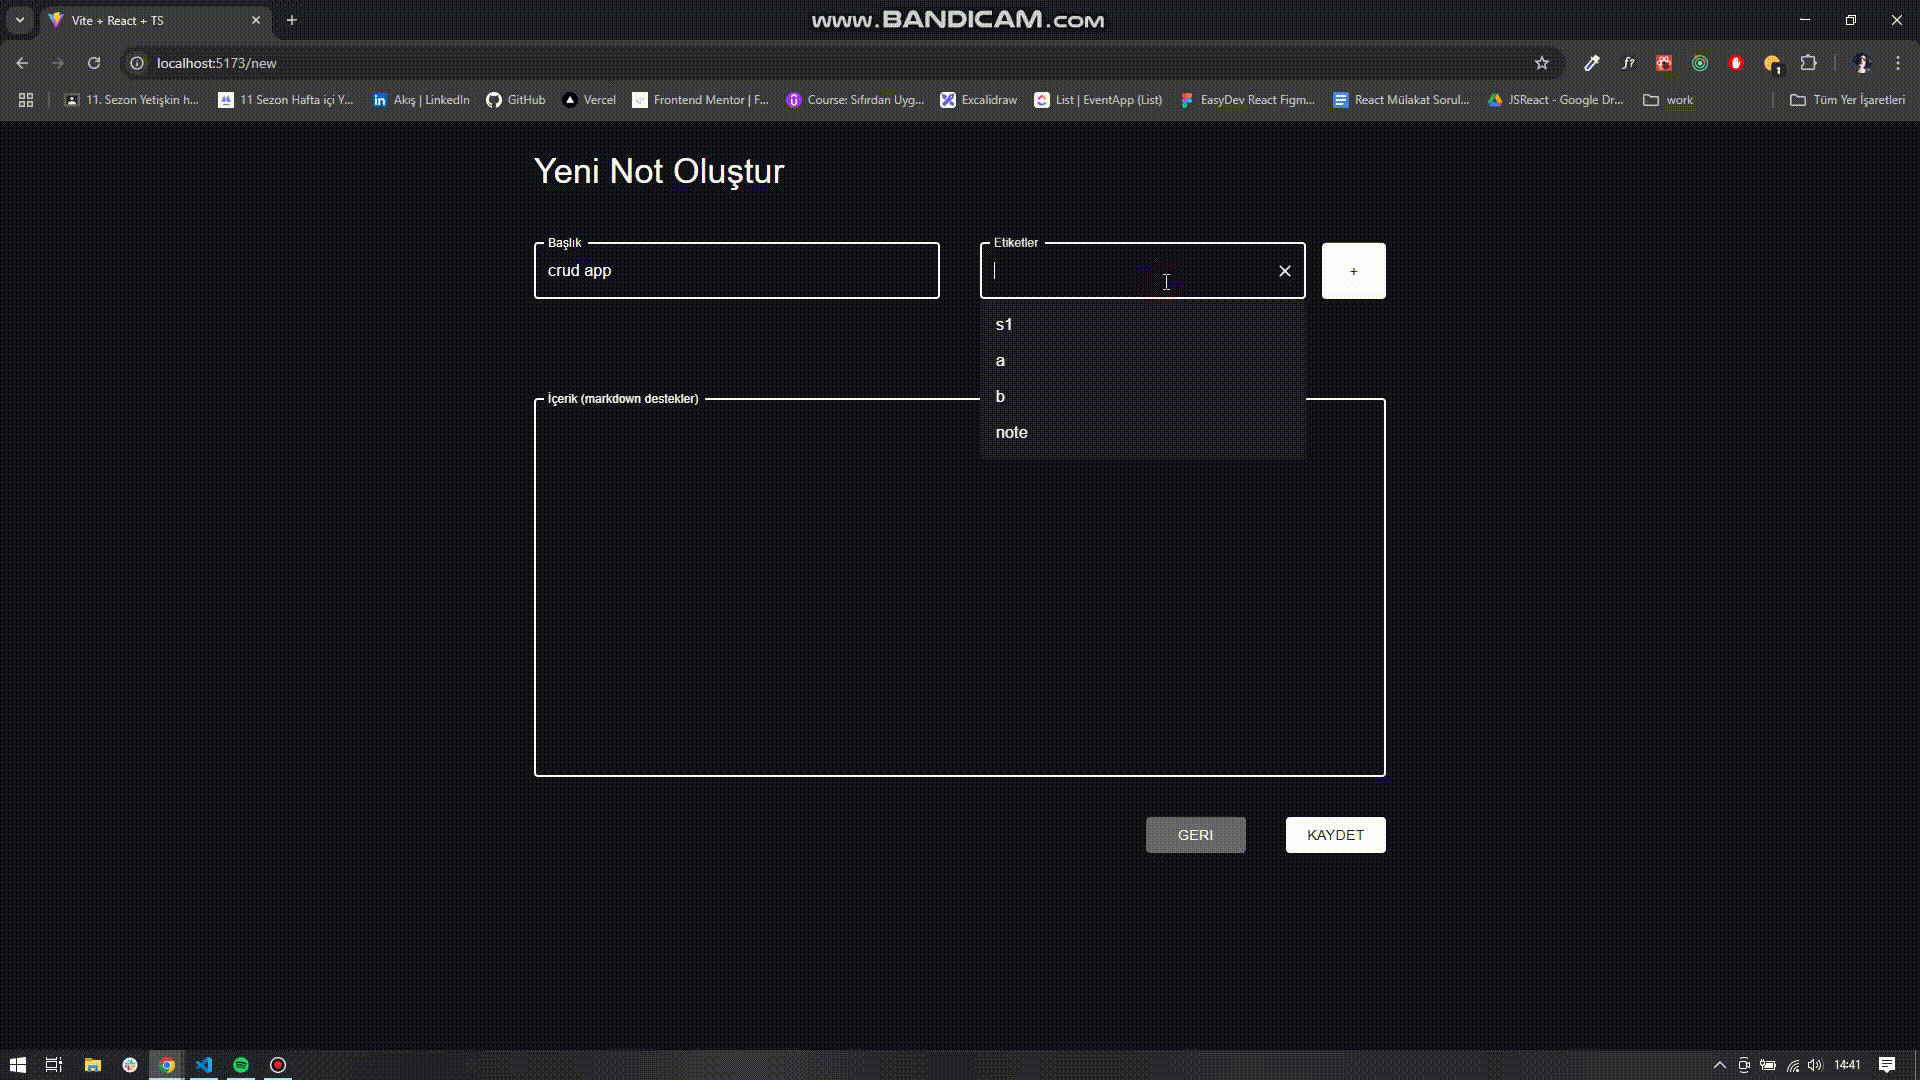 Vite + React + TS
www.BANDICAM.com
localhost:5173/new
11. Sezon Yetişkin h...
11 Sezon Hafta içi Y...
Akış | LinkedIn
GitHub
Vercel
Frontend Mentor | F...
Course: Sıfırdan Uyg...
Excalidraw
List | EventApp (List)
EasyDev React Figm...
React Mülakat Sorul...
JSReact - Google Dr...
work
Tüm Yer İşaretleri
Yeni Not Oluştur
Başlık
crud app
Etiketler
+
s1
a
b
note
İçerik (markdown destekler)
GERI
KAYDET
14:41